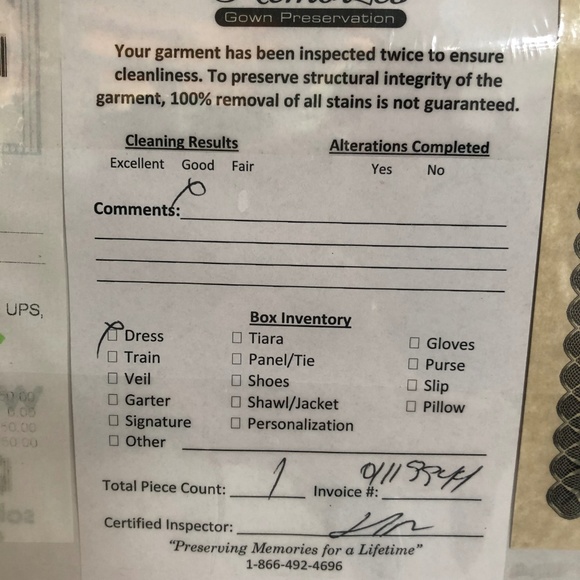 Gown Preservation
Your garment has been inspected twice to ensure
cleanliness. To preserve structural integrity of the
garment, 100% removal of all stains is not guaranteed.
Cleaning Results Alterations Completed
Excellent Good Fair Yes No
Comments:
UPS,
Box Inventory
Dress Tiara Gloves
Train Panel/Tie Purse
Veil Shoes Slip
Garter Shawl/Jacket Pillow
Signature Personalization
Other
Total Piece Count: 1 Invoice #:
Certified Inspector:
"Preserving Memories for a Lifetime"
1-866-492-4696